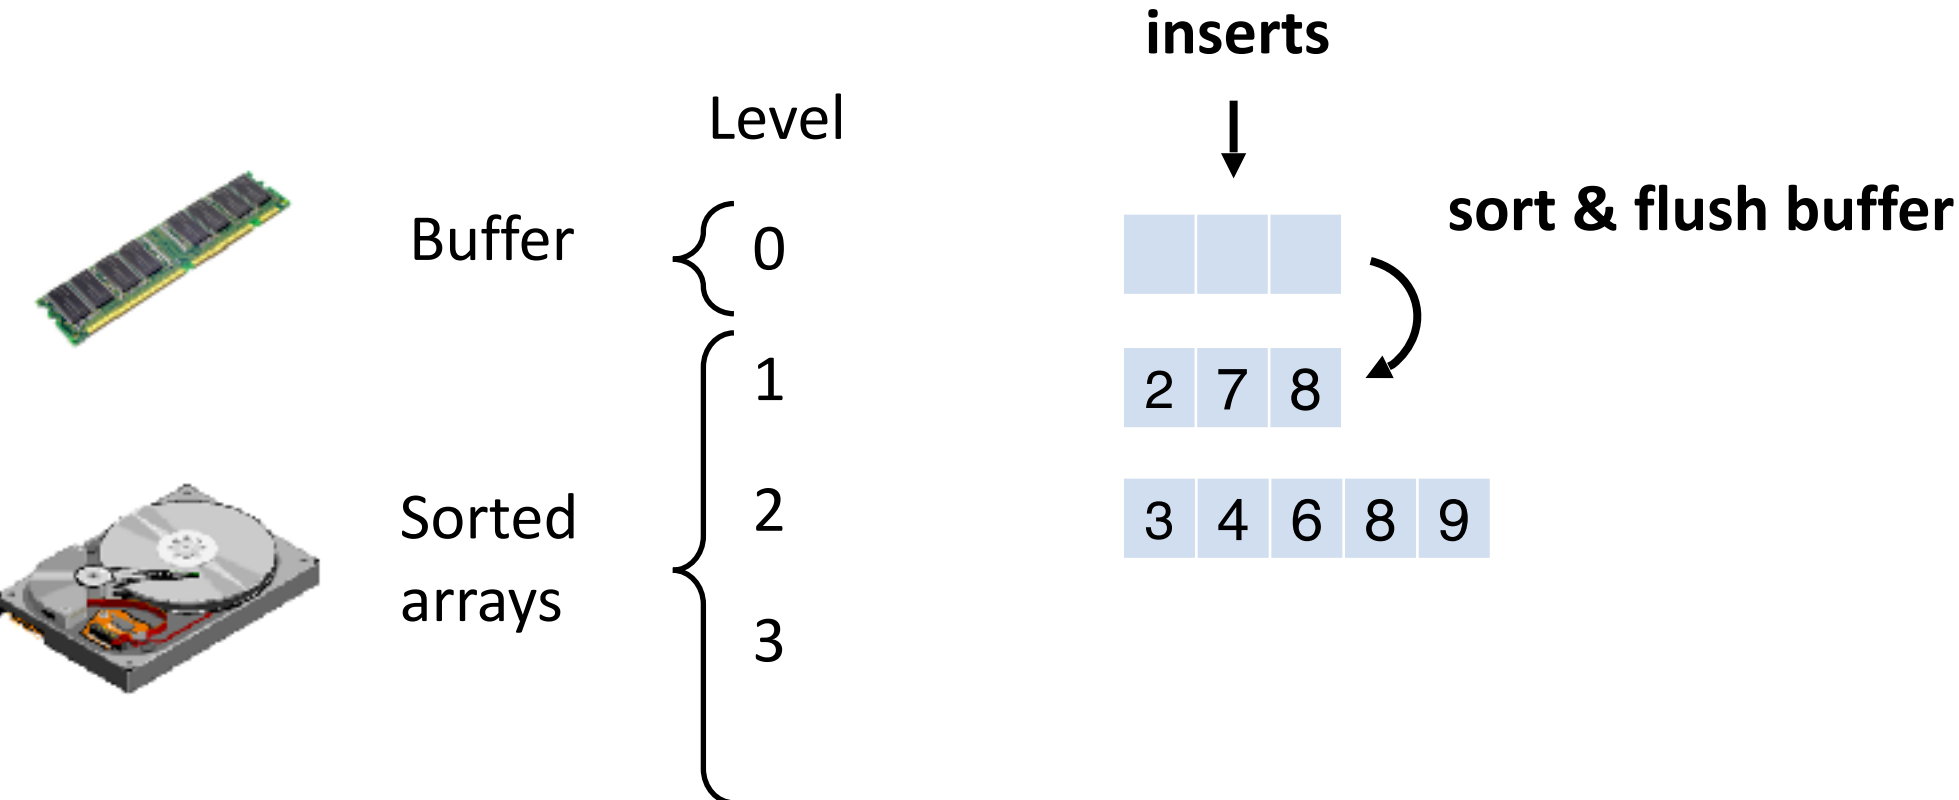 inserts
Level
Buffer
0
sort & flush buffer
1
2 7 8
Sorted
arrays
2
3 4 6 8 9
3